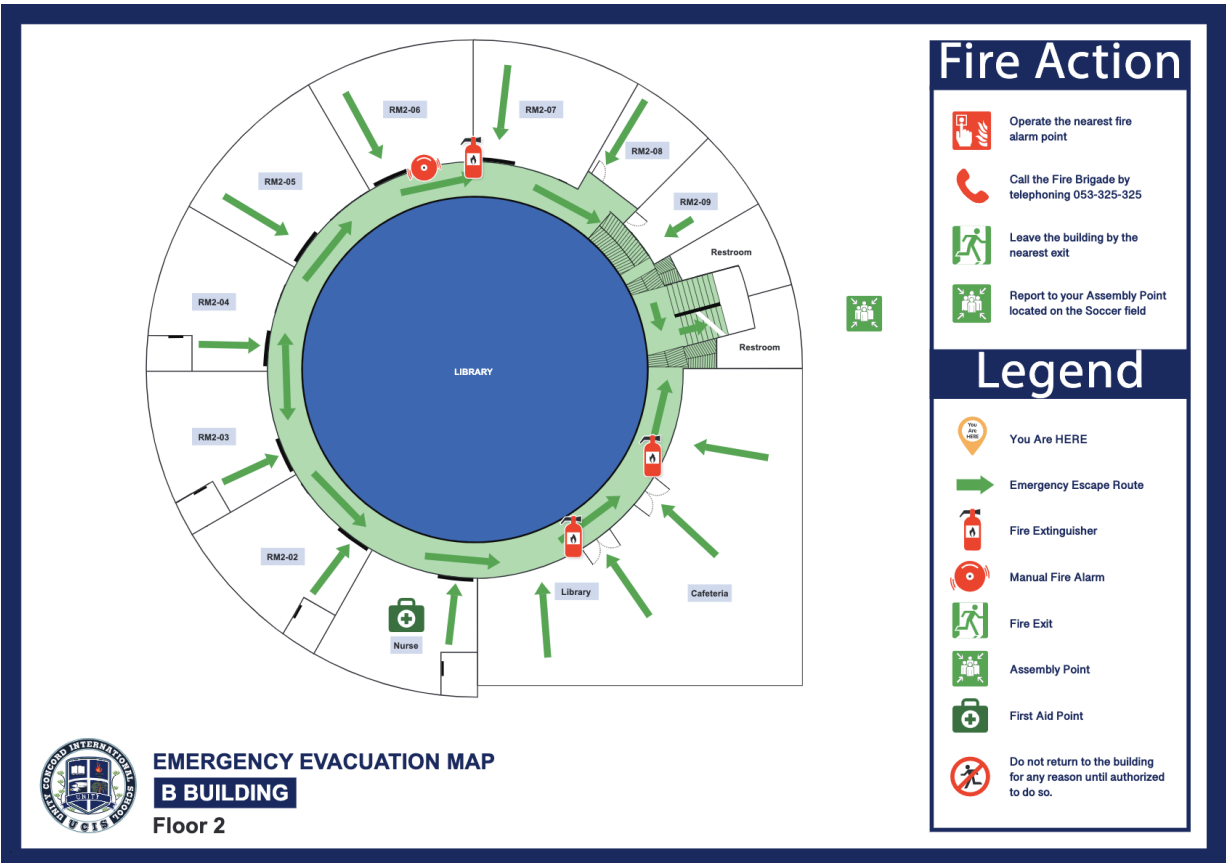 RM2-06
RM2-07
RM2-08
RM2-05
RM2-09
Restroom
RM2-04
Restroom
LIBRARY
RM2-03
RM2-02
Library
Cafeteria
Nurse
UNITY CONCORD INTERNATIONAL SCHOOL
UNITY
UCIS
EMERGENCY EVACUATION MAP
B BUILDING
Floor 2
Fire Action
Operate the nearest fire
alarm point
Call the Fire Brigade by
telephoning 053-325-325
Leave the building by the
nearest exit
Report to your Assembly Point
located on the Soccer field
Legend
You
Are
HERE
You Are HERE
Emergency Escape Route
Fire Extinguisher
Manual Fire Alarm
Fire Exit
Assembly Point
First Aid Point
Do not return to the building
for any reason until authorized
to do so.